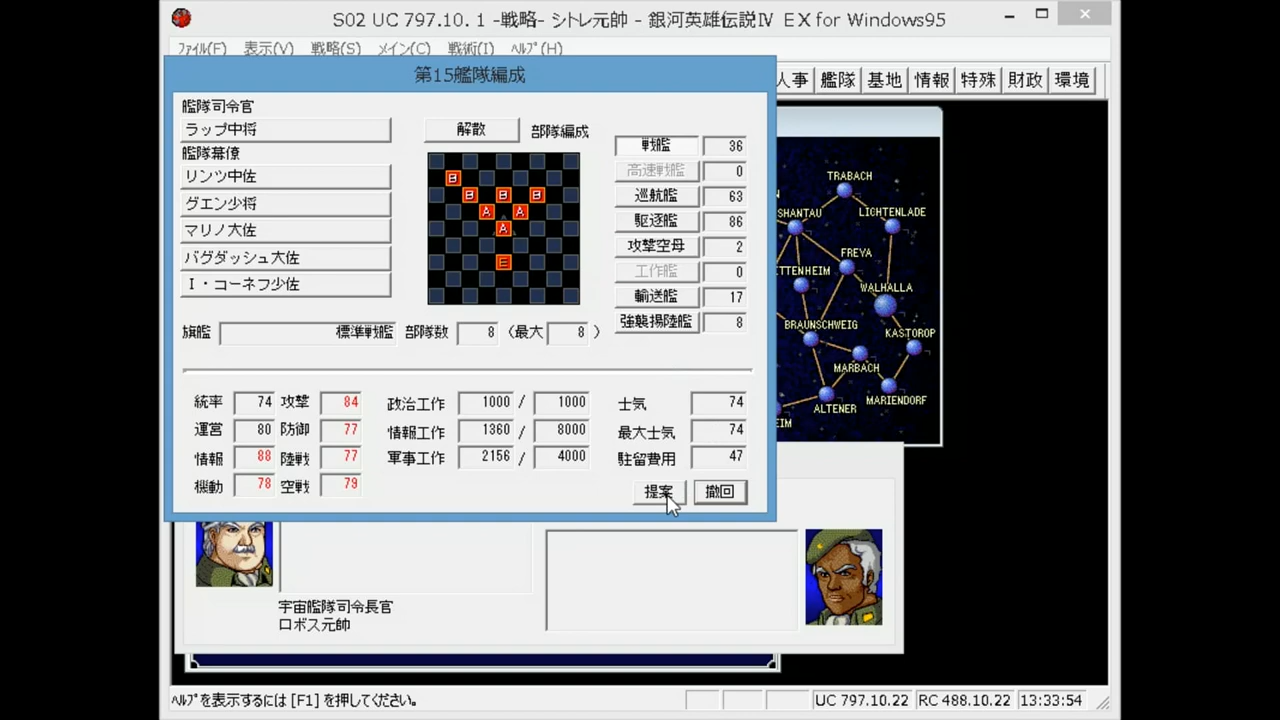 S02 UC 797.10. 1 -戦略- シトレ元帥 - 銀河英雄伝説Ⅳ EX for Windows95
ﾌｧｲﾙ(F) 表示(V) 戦略(S) メイン(C) 戦術(I) ﾍﾙﾌﾟ(H)
第15艦隊編成
人事 艦隊 基地 情報 特殊 財政 環境
艦隊司令官
ラップ中将
艦隊幕僚
リンツ中佐
グエン少将
マリノ大佐
バグダッシュ大佐
I・コーネフ少佐
解散 部隊編成
B
B B B
A A
A
E
戦艦 36
高速戦艦 0
巡航艦 63
駆逐艦 86
攻撃空母 2
工作艦 0
輸送艦 17
強襲揚陸艦 8
旗艦 標準戦艦 部隊数 8 (最大 8 )
統率 74 攻撃 84 政治工作 1000 / 1000 士気 74
運営 80 防御 77 情報工作 1360 / 8000 最大士気 74
情報 88 陸戦 77 軍事工作 2156 / 4000 駐留費用 47
機動 78 空戦 79
提案 撤回
TRABACH
SHANTAU
LICHTENLADE
FREYA
TTENHEIM
WALHALLA
BRAUNSCHWEIG
KASTOROP
MARBACH
MARIENDORF
ALTENER
EIM
宇宙艦隊司令長官
ロボス元帥
ﾍﾙﾌﾟを表示するには [F1] を押してください。
UC 797.10.22 RC 488.10.22 13:33:54